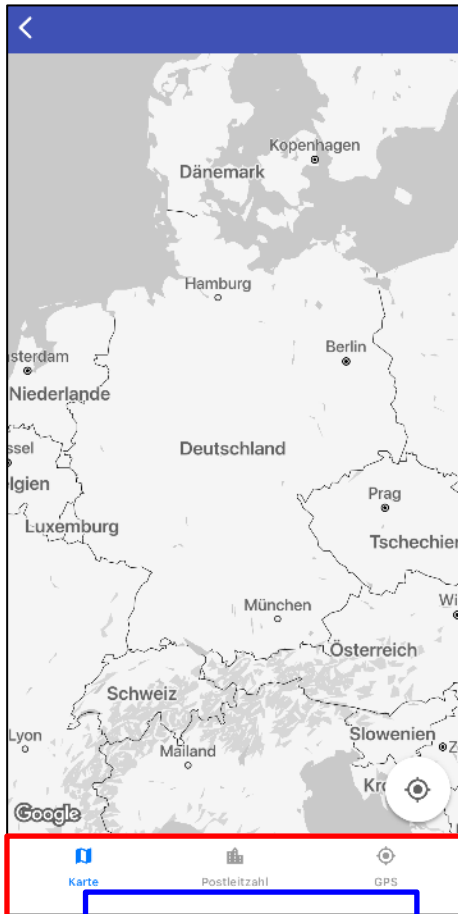 Kopenhagen
Dänemark
Hamburg
Berlin
sterdam
Niederlande
ssel
Deutschland
lgien
Prag
Luxemburg
Tschechien
München
Wi
Österreich
Schweiz
Lyon
Slowenien
Mailand
Z
Kro
Google
Karte
Postleitzahl
GPS